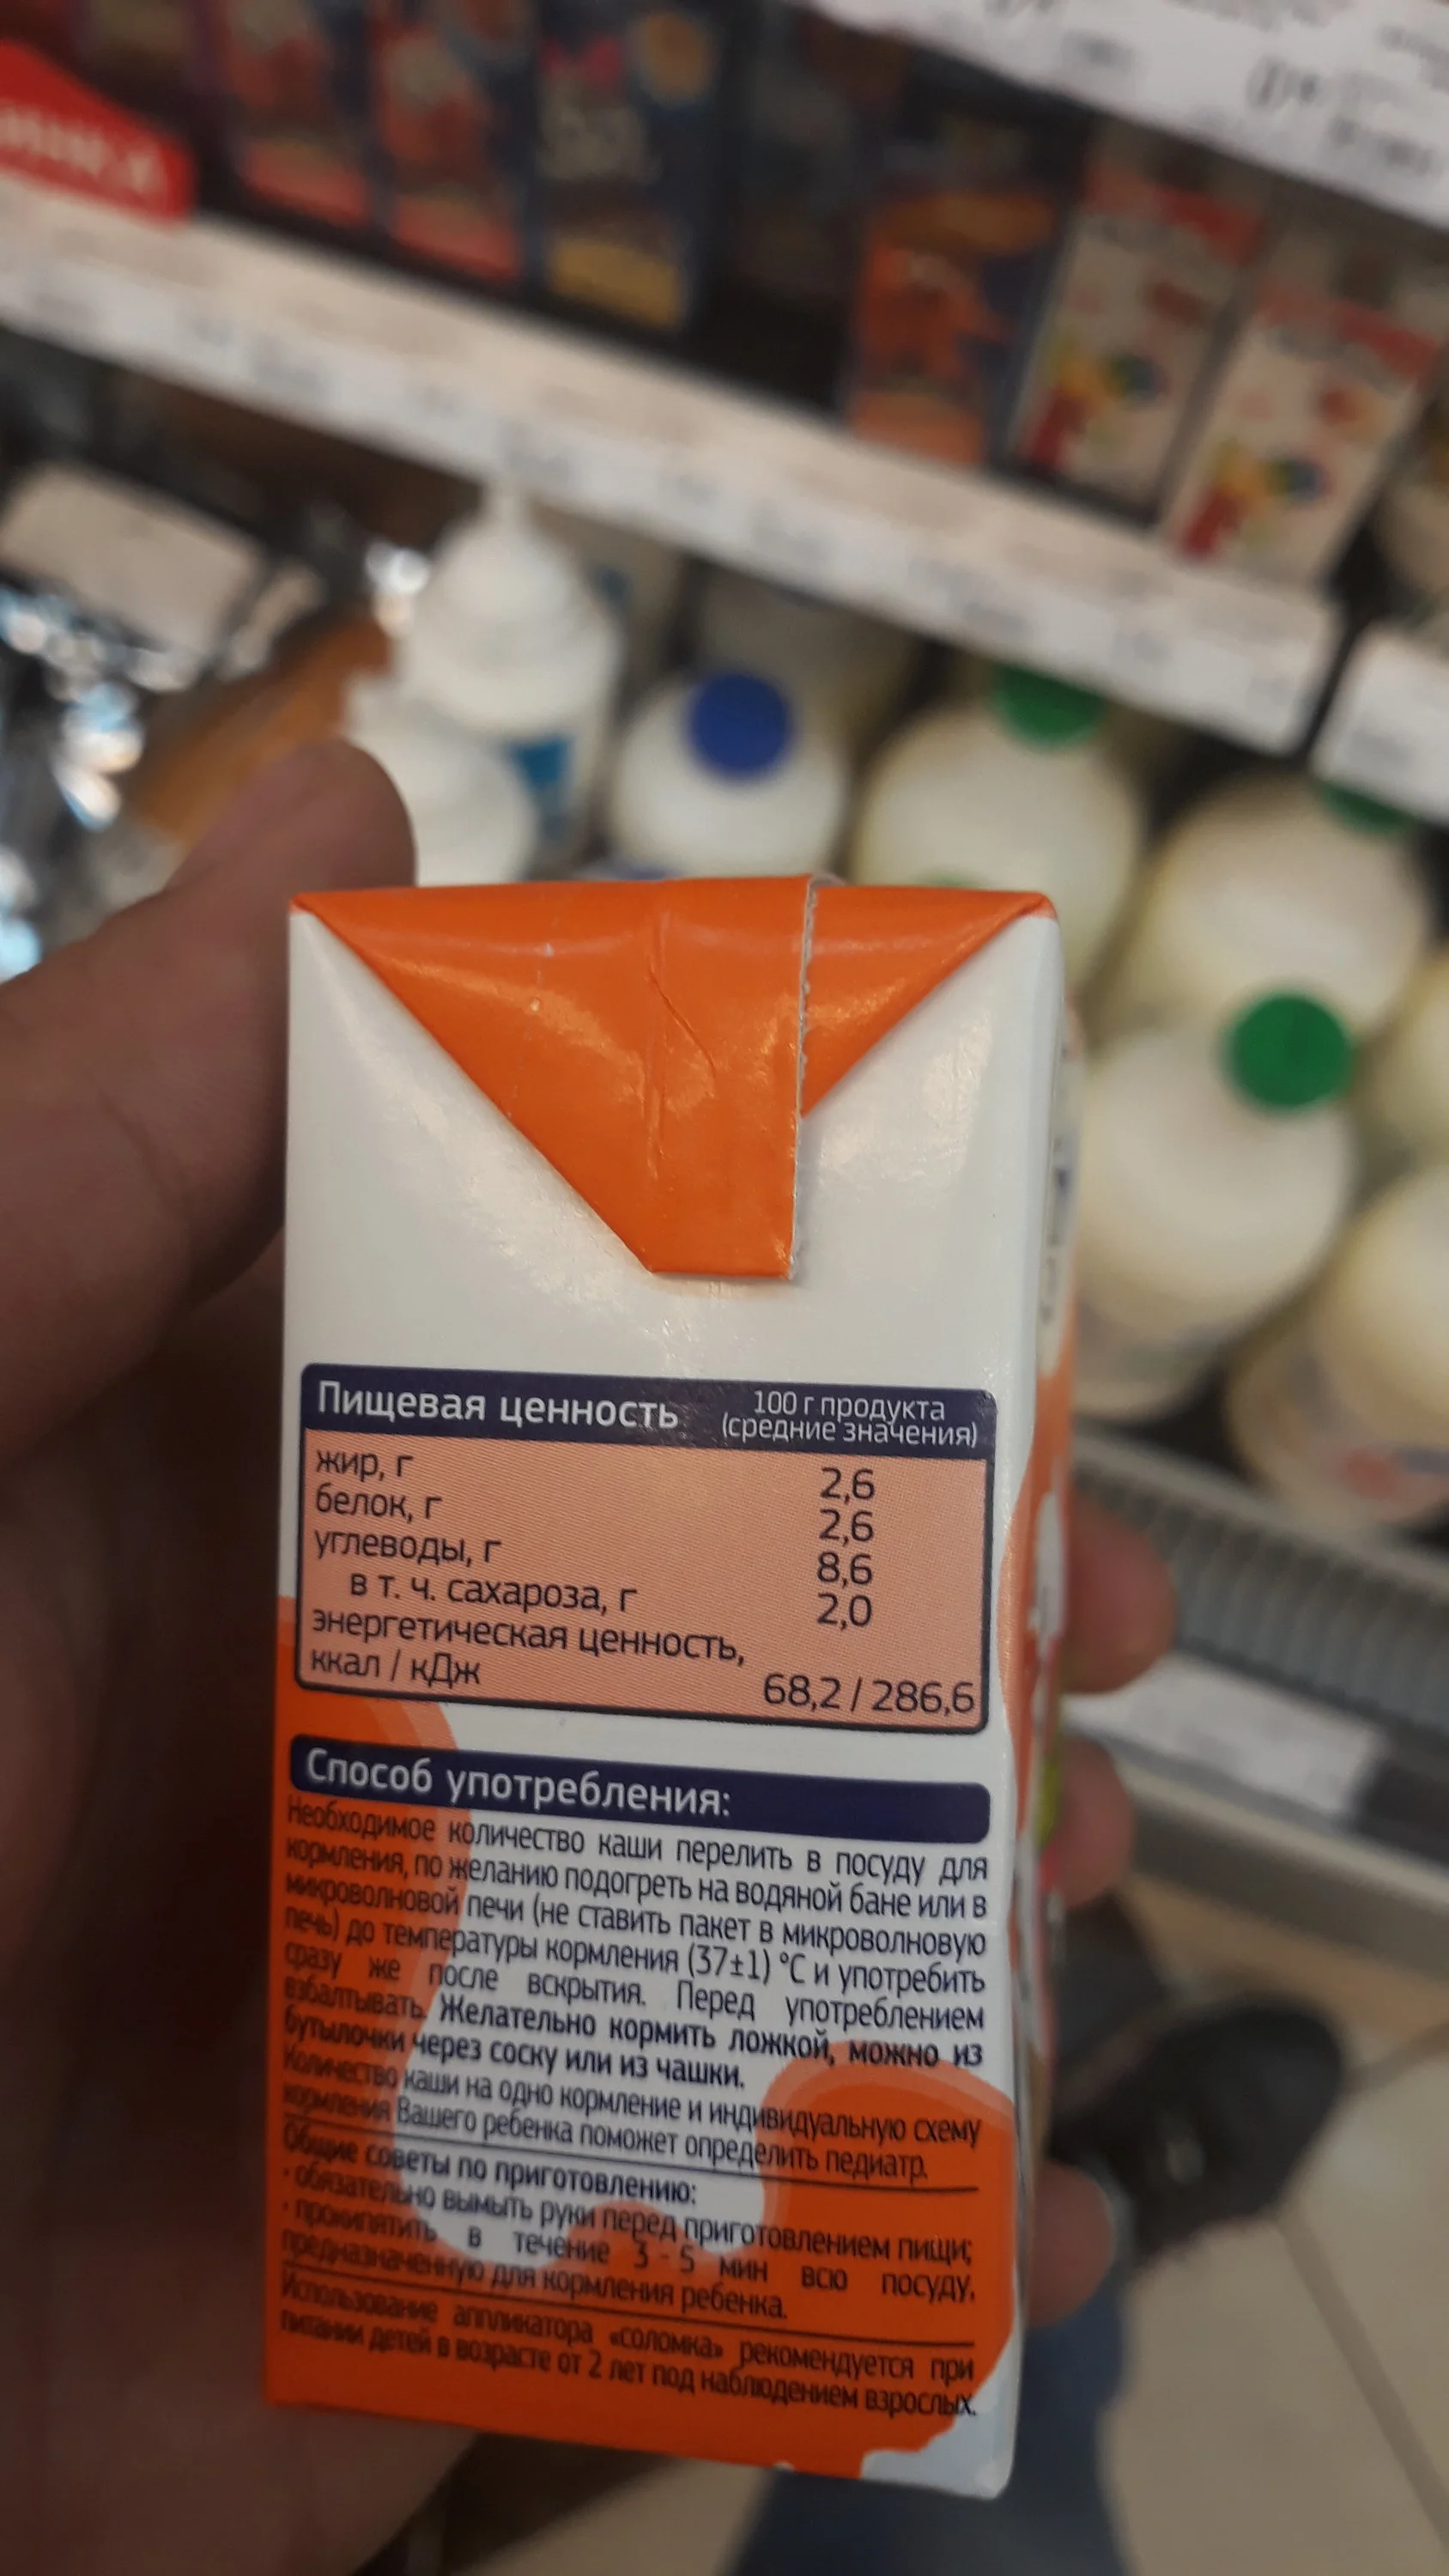 Пищевая ценность
100 г продукта
(средние значения)
жир, г 2,6
белок, г 2,6
углеводы, г 8,6
в т. ч. сахароза, г 2,0
энергетическая ценность,
ккал / кДж 68,2 / 286,6
Способ употребления:
Необходимое количество каши перелить в посуду для
кормления, по желанию подогреть на водяной бане или в
микроволновой печи (не ставить пакет в микроволновую
печь) до температуры кормления (37±1) °С и употребить
сразу же после вскрытия. Перед употреблением
взбалтывать. Желательно кормить ложкой, можно из
бутылочки через соску или из чашки.
Количество каши на одно кормление и индивидуальную схему
кормления Вашего ребенка поможет определить педиатр.
Общие советы по приготовлению:
• обязательно вымыть руки перед приготовлением пищи;
• прокипятить в течение 3 - 5 мин всю посуду,
предназначенную для кормления ребенка.
Использование аппликатора «соломка» рекомендуется при
питании детей в возрасте от 2 лет под наблюдением взрослых.